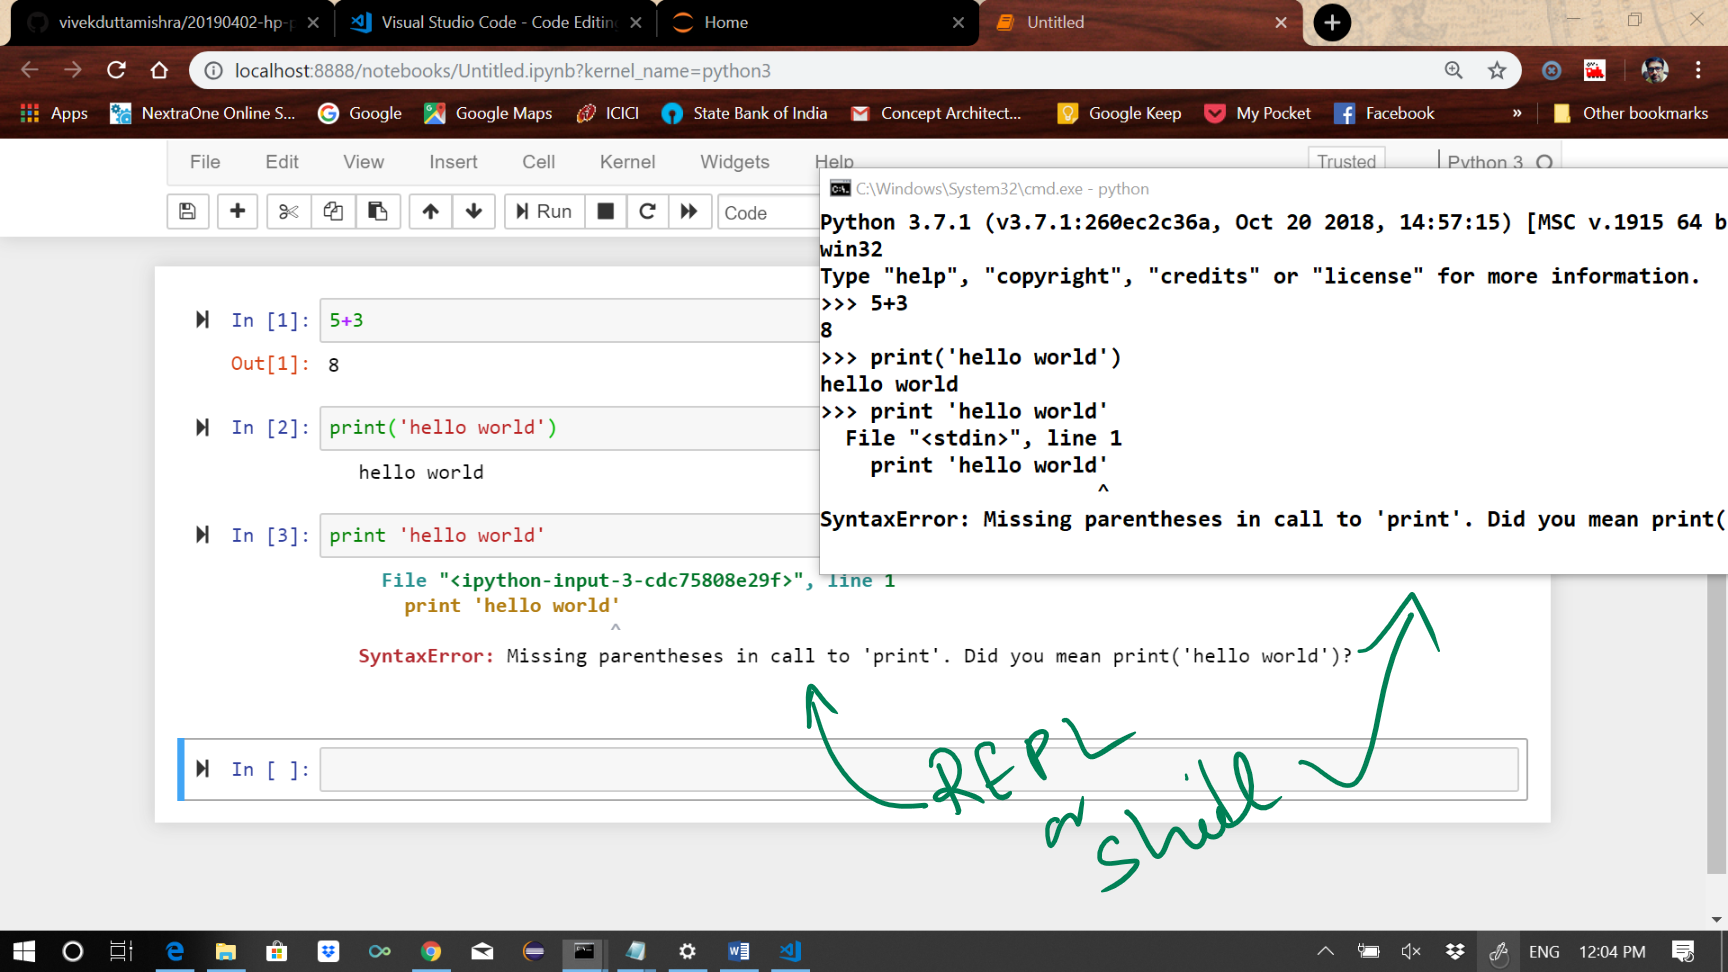 vivekduttamishra/20190402-hp-p
Visual Studio Code - Code Editing
Home
Untitled
localhost:8888/notebooks/Untitled.ipynb?kernel_name=python3
Apps
NextraOne Online S...
Google
Google Maps
ICICI
State Bank of India
Concept Architect...
Google Keep
My Pocket
Facebook
»
Other bookmarks
File Edit View Insert Cell Kernel Widgets Help
Trusted
Python 3
Run
Code
In [1]: 5+3
Out[1]: 8
In [2]: print('hello world')
hello world
In [3]: print 'hello world'
File "<ipython-input-3-cdc75808e29f>", line 1
print 'hello world'
^
SyntaxError: Missing parentheses in call to 'print'. Did you mean print('hello world')?
In [ ]:
C:\Windows\System32\cmd.exe - python
Python 3.7.1 (v3.7.1:260ec2c36a, Oct 20 2018, 14:57:15) [MSC v.1915 64 b
win32
Type "help", "copyright", "credits" or "license" for more information.
>>> 5+3
8
>>> print('hello world')
hello world
>>> print 'hello world'
File "<stdin>", line 1
print 'hello world'
^
SyntaxError: Missing parentheses in call to 'print'. Did you mean print(
REPL
or
Shell
ENG
12:04 PM